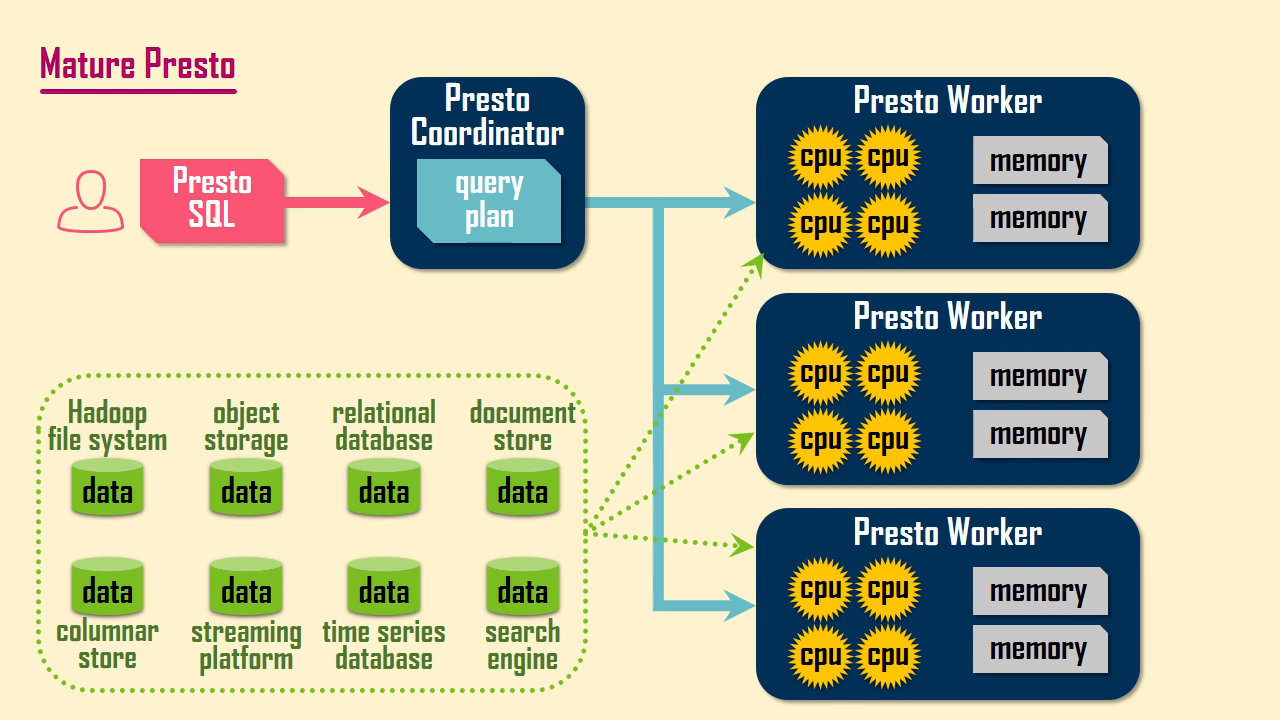 Mature Presto
Presto
SQL
Presto
Coordinator
query
plan
Presto Worker
cpu cpu
memory
cpu cpu
memory
Presto Worker
cpu cpu
memory
cpu cpu
memory
Presto Worker
cpu cpu
memory
cpu cpu
memory
Hadoop
file system
data
object
storage
data
relational
database
data
document
store
data
data
columnar
store
data
streaming
platform
data
time series
database
data
search
engine